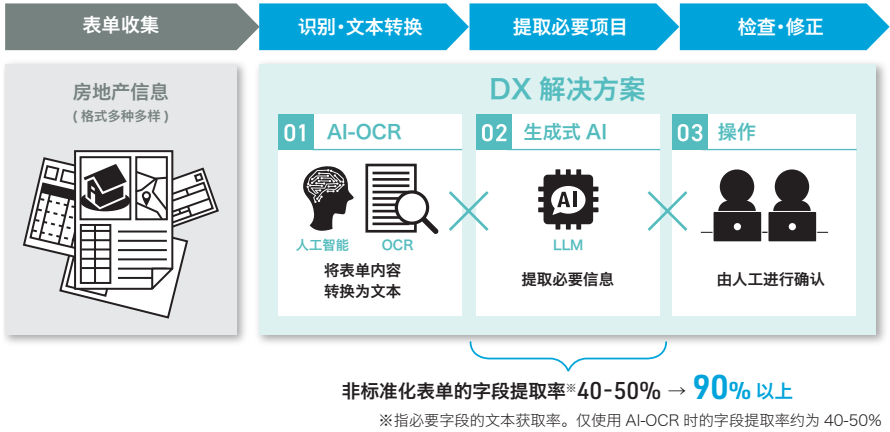 表单收集
识别·文本转换
提取必要项目
检查·修正
房地产信息
(格式多种多样)
DX 解决方案
01 AI-OCR
人工智能
OCR
将表单内容
转换为文本
02 生成式 AI
AI
LLM
提取必要信息
03 操作
由人工进行确认
非标准化表单的字段提取率※40-50% → 90% 以上
※指必要字段的文本获取率。仅使用 AI-OCR 时的字段提取率约为 40-50%